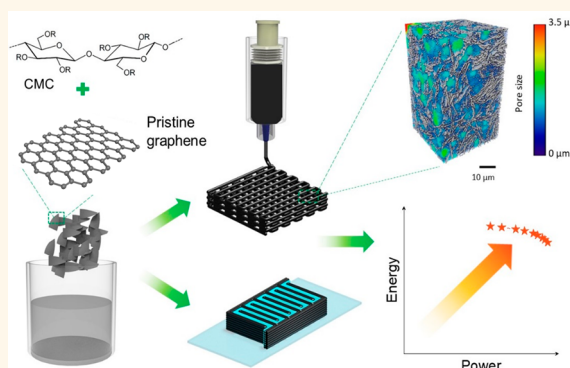 OR
OR
RO
RO
OR
OR
CMC
Pristine
graphene
3.5 µ
Pore size
0 µm
10 µm
Energy
Power